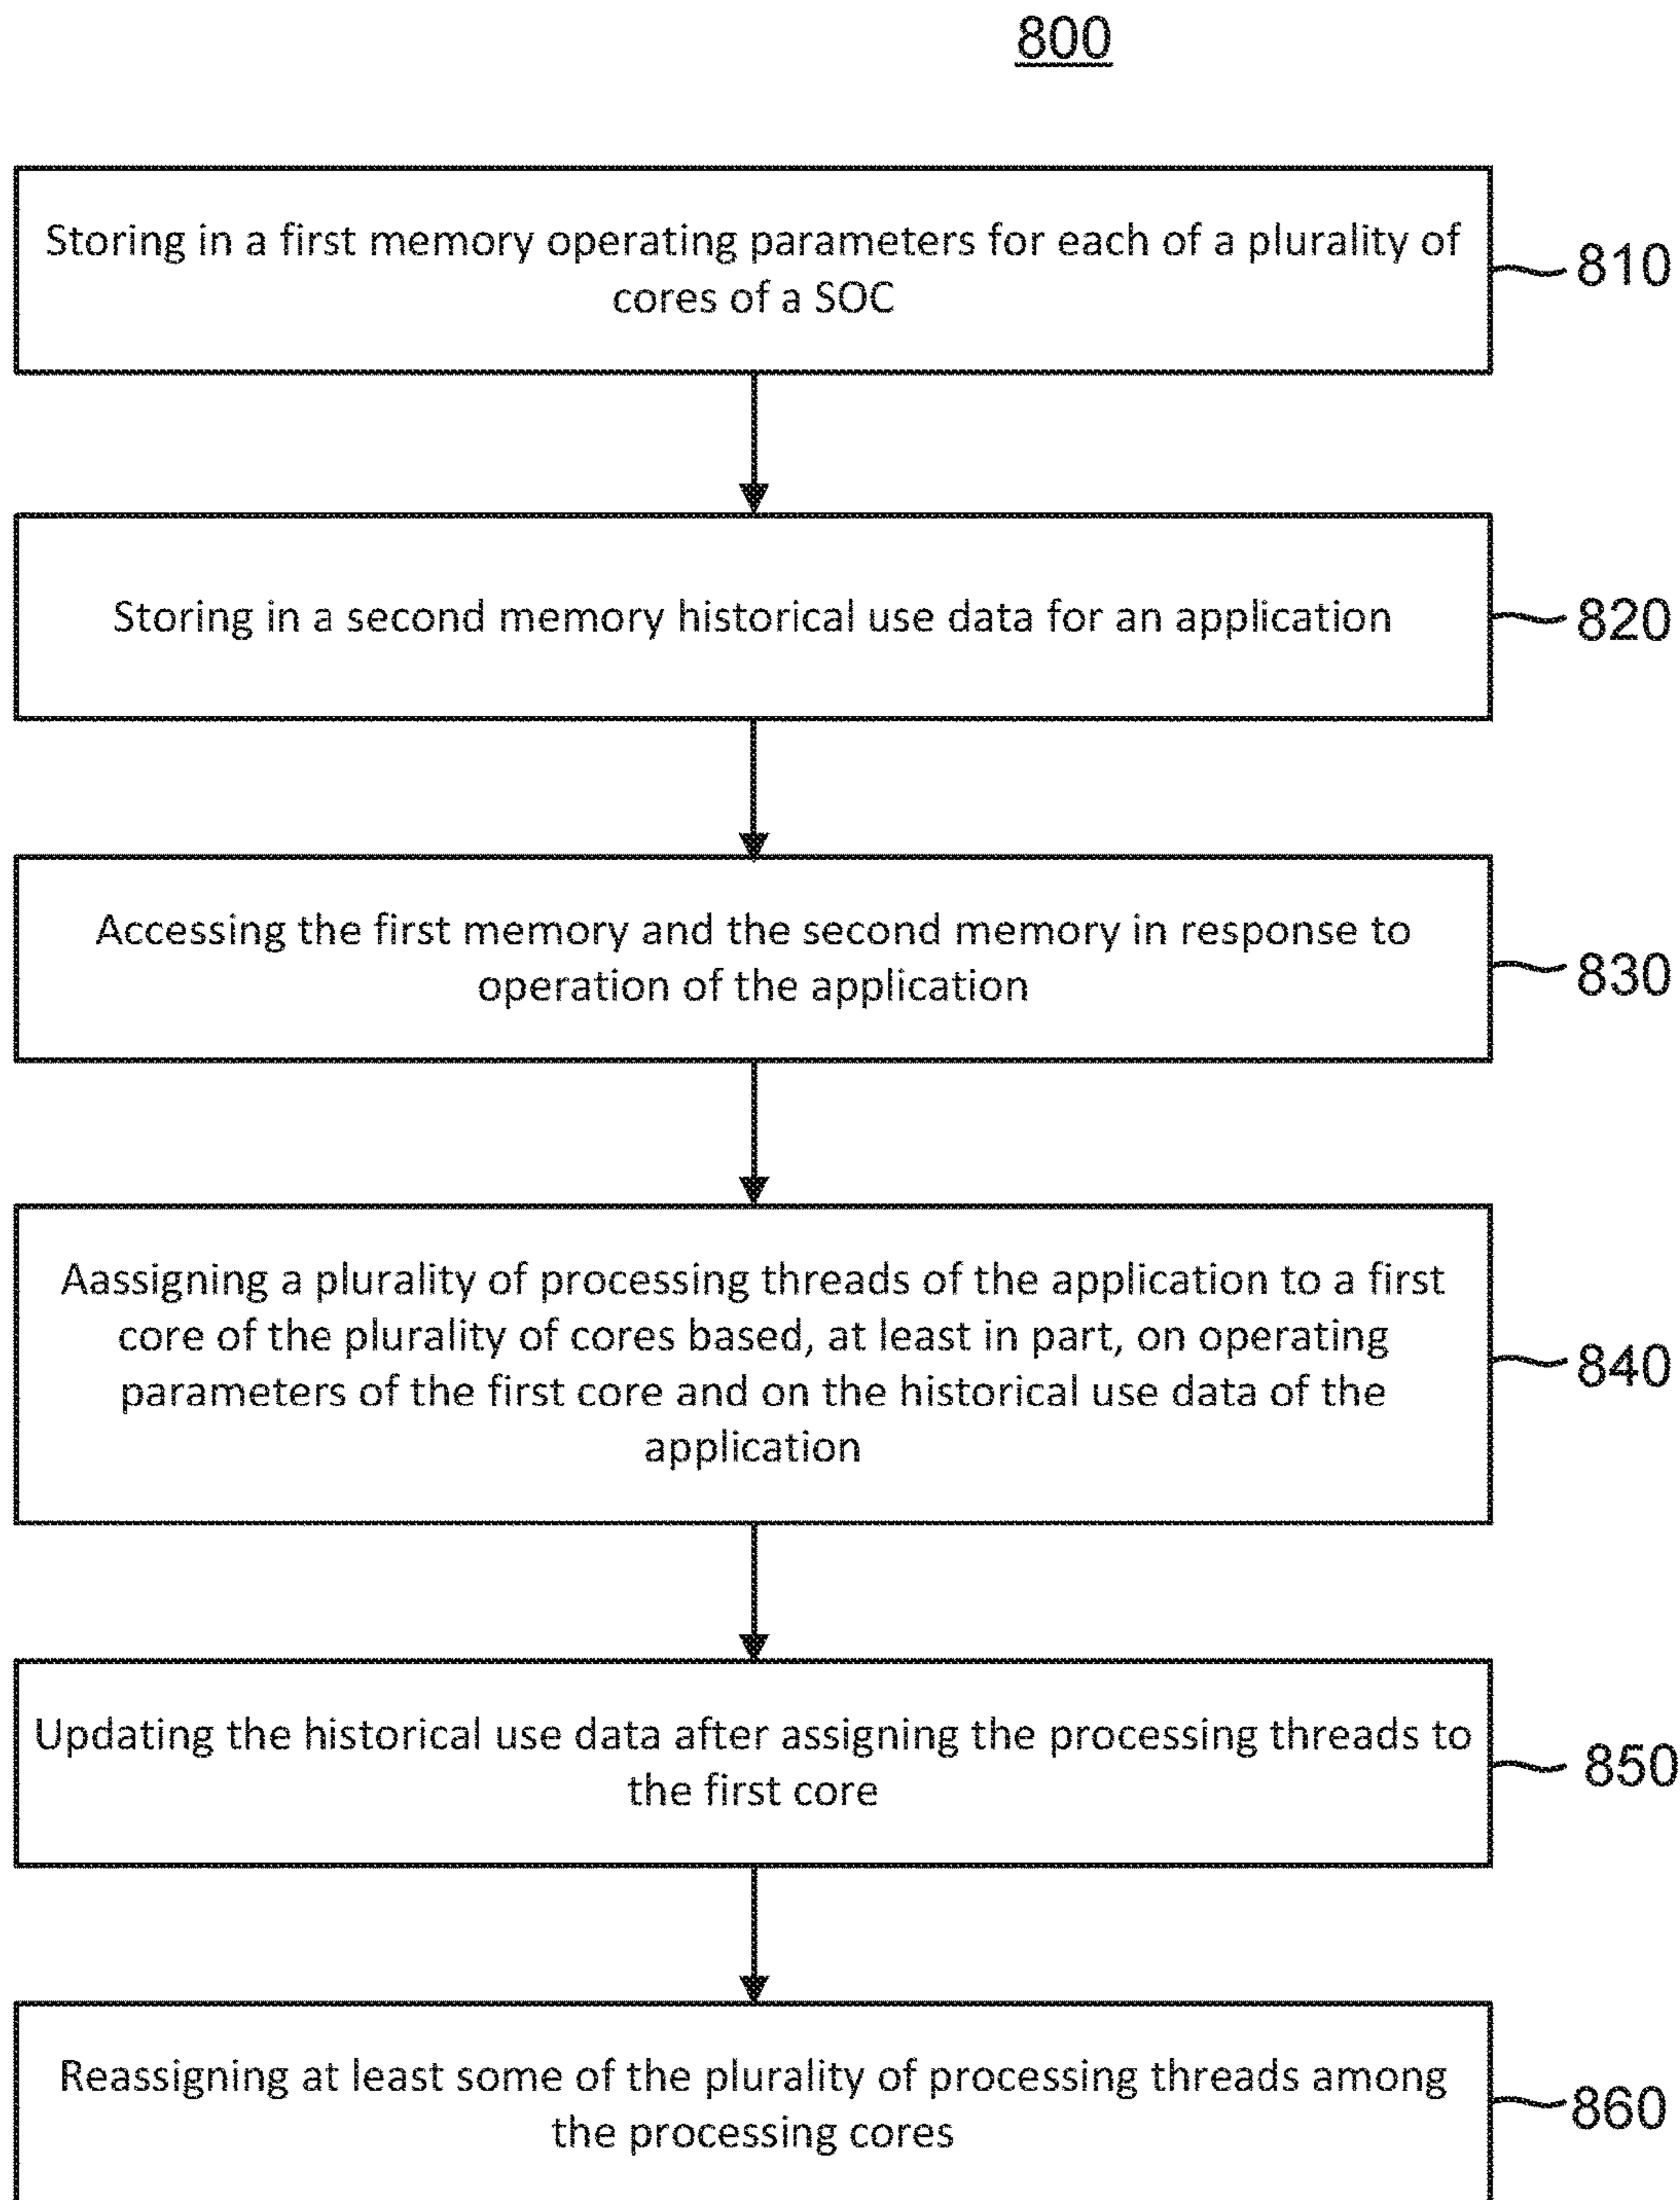 800
Storing in a first memory operating parameters for each of a plurality of
cores of a SOC
810
Storing in a second memory historical use data for an application
820
Accessing the first memory and the second memory in response to
operation of the application
830
Aassigning a plurality of processing threads of the application to a first
core of the plurality of cores based, at least in part, on operating
parameters of the first core and on the historical use data of the
application
840
Updating the historical use data after assigning the processing threads to
the first core
850
Reassigning at least some of the plurality of processing threads among
the processing cores
860